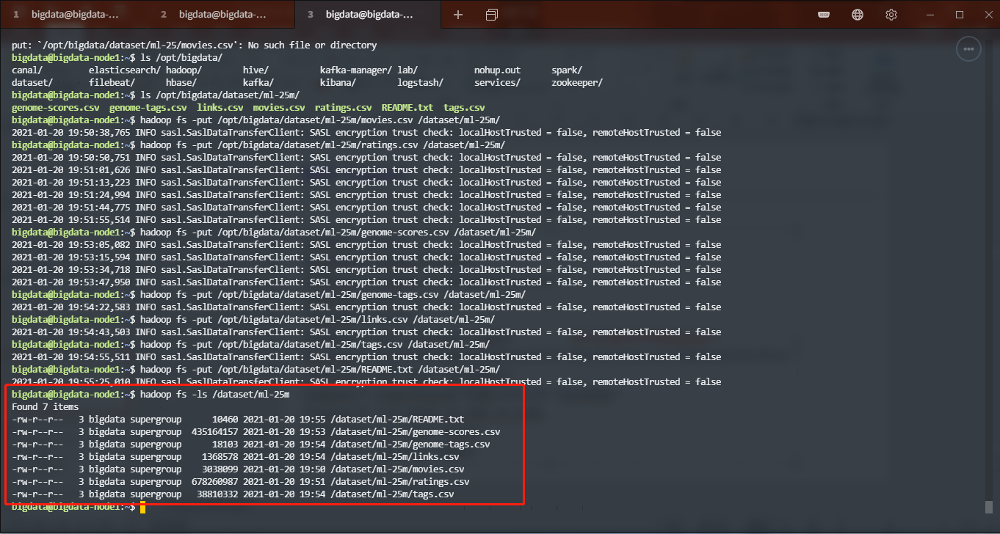 1 bigdata@bigdata-... 2 bigdata@bigdata-... 3 bigdata@bigdata-...
put: `/opt/bigdata/dataset/ml-25/movies.csv': No such file or directory
bigdata@bigdata-node1:~$ ls /opt/bigdata/
canal/ elasticsearch/ hadoop/ hive/ kafka-manager/ lab/ nohup.out spark/
dataset/ filebeat/ hbase/ kafka/ kibana/ logstash/ services/ zookeeper/
bigdata@bigdata-node1:~$ ls /opt/bigdata/dataset/ml-25m/
genome-scores.csv genome-tags.csv links.csv movies.csv ratings.csv README.txt tags.csv
bigdata@bigdata-node1:~$ hadoop fs -put /opt/bigdata/dataset/ml-25m/movies.csv /dataset/ml-25m/
2021-01-20 19:50:38,765 INFO sasl.SaslDataTransferClient: SASL encryption trust check: localHostTrusted = false, remoteHostTrusted = false
bigdata@bigdata-node1:~$ hadoop fs -put /opt/bigdata/dataset/ml-25m/ratings.csv /dataset/ml-25m/
2021-01-20 19:50:50,751 INFO sasl.SaslDataTransferClient: SASL encryption trust check: localHostTrusted = false, remoteHostTrusted = false
2021-01-20 19:51:01,626 INFO sasl.SaslDataTransferClient: SASL encryption trust check: localHostTrusted = false, remoteHostTrusted = false
2021-01-20 19:51:13,223 INFO sasl.SaslDataTransferClient: SASL encryption trust check: localHostTrusted = false, remoteHostTrusted = false
2021-01-20 19:51:24,994 INFO sasl.SaslDataTransferClient: SASL encryption trust check: localHostTrusted = false, remoteHostTrusted = false
2021-01-20 19:51:44,775 INFO sasl.SaslDataTransferClient: SASL encryption trust check: localHostTrusted = false, remoteHostTrusted = false
2021-01-20 19:51:55,514 INFO sasl.SaslDataTransferClient: SASL encryption trust check: localHostTrusted = false, remoteHostTrusted = false
bigdata@bigdata-node1:~$ hadoop fs -put /opt/bigdata/dataset/ml-25m/genome-scores.csv /dataset/ml-25m/
2021-01-20 19:53:05,082 INFO sasl.SaslDataTransferClient: SASL encryption trust check: localHostTrusted = false, remoteHostTrusted = false
2021-01-20 19:53:15,594 INFO sasl.SaslDataTransferClient: SASL encryption trust check: localHostTrusted = false, remoteHostTrusted = false
2021-01-20 19:53:34,718 INFO sasl.SaslDataTransferClient: SASL encryption trust check: localHostTrusted = false, remoteHostTrusted = false
2021-01-20 19:53:47,950 INFO sasl.SaslDataTransferClient: SASL encryption trust check: localHostTrusted = false, remoteHostTrusted = false
bigdata@bigdata-node1:~$ hadoop fs -put /opt/bigdata/dataset/ml-25m/genome-tags.csv /dataset/ml-25m/
2021-01-20 19:54:22,583 INFO sasl.SaslDataTransferClient: SASL encryption trust check: localHostTrusted = false, remoteHostTrusted = false
bigdata@bigdata-node1:~$ hadoop fs -put /opt/bigdata/dataset/ml-25m/links.csv /dataset/ml-25m/
2021-01-20 19:54:43,503 INFO sasl.SaslDataTransferClient: SASL encryption trust check: localHostTrusted = false, remoteHostTrusted = false
bigdata@bigdata-node1:~$ hadoop fs -put /opt/bigdata/dataset/ml-25m/tags.csv /dataset/ml-25m/
2021-01-20 19:54:55,511 INFO sasl.SaslDataTransferClient: SASL encryption trust check: localHostTrusted = false, remoteHostTrusted = false
bigdata@bigdata-node1:~$ hadoop fs -put /opt/bigdata/dataset/ml-25m/README.txt /dataset/ml-25m/
2021-01-20 19:55:25,010 INFO sasl.SaslDataTransferClient: SASL encryption trust check: localHostTrusted = false, remoteHostTrusted = false
bigdata@bigdata-node1:~$ hadoop fs -ls /dataset/ml-25m
Found 7 items
-rw-r--r-- 3 bigdata supergroup 10460 2021-01-20 19:55 /dataset/ml-25m/README.txt
-rw-r--r-- 3 bigdata supergroup 435164157 2021-01-20 19:53 /dataset/ml-25m/genome-scores.csv
-rw-r--r-- 3 bigdata supergroup 18103 2021-01-20 19:54 /dataset/ml-25m/genome-tags.csv
-rw-r--r-- 3 bigdata supergroup 1368578 2021-01-20 19:54 /dataset/ml-25m/links.csv
-rw-r--r-- 3 bigdata supergroup 3038099 2021-01-20 19:50 /dataset/ml-25m/movies.csv
-rw-r--r-- 3 bigdata supergroup 678260987 2021-01-20 19:51 /dataset/ml-25m/ratings.csv
-rw-r--r-- 3 bigdata supergroup 38810332 2021-01-20 19:54 /dataset/ml-25m/tags.csv
bigdata@bigdata-node1:~$